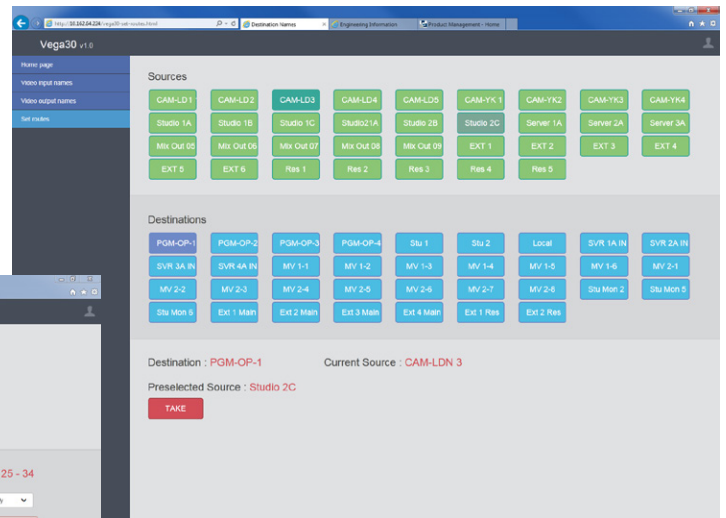 http://10.162.04.224/vega30-set-routes.html
Destination Names
Engineering Information
Product Management - Home
Vega30 v1.0
Home page
Video input names
Video output names
Set routes
Sources
CAM-LD1 CAM-LD2 CAM-LD3 CAM-LD4 CAM-LD5 CAM-YK 1 CAM-YK2 CAM-YK3 CAM-YK4
Studio 1A Studio 1B Studio 1C Studio21A Studio 2B Studio 2C Server 1A Server 2A Server 3A
Mix Out 05 Mix Out 06 Mix Out 07 Mix Out 08 Mix Out 09 EXT 1 EXT 2 EXT 3 EXT 4
EXT 5 EXT 6 Res 1 Res 2 Res 3 Res 4 Res 5
Destinations
PGM-OP-1 PGM-OP-2 PGM-OP-3 PGM-OP-4 Stu 1 Stu 2 Local SVR 1A IN SVR 2A IN
SVR 3A IN SVR 4A IN MV 1-1 MV 1-2 MV 1-3 MV 1-4 MV 1-5 MV 1-6 MV 2-1
MV 2-2 MV 2-3 MV 2-4 MV 2-5 MV 2-6 MV 2-7 MV 2-8 Stu Mon 2 Stu Mon 5
Stu Mon 6 Ext 1 Main Ext 2 Main Ext 3 Main Ext 4 Main Ext 1 Res Ext 2 Res
Destination : PGM-OP-1 Current Source : CAM-LDN 3
Preselected Source : Studio 2C
TAKE
25 - 34